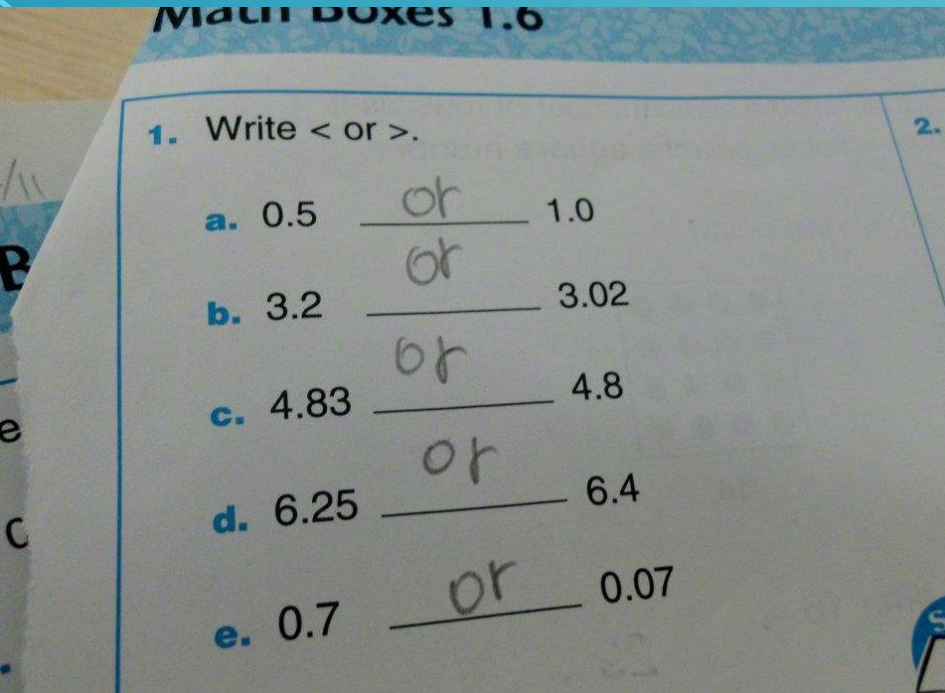 Math Boxes 1.6
1. Write < or >.
2.
a. 0.5 or 1.0
b. 3.2 or 3.02
c. 4.83 or 4.8
d. 6.25 or 6.4
e. 0.7 or 0.07
B
e
C